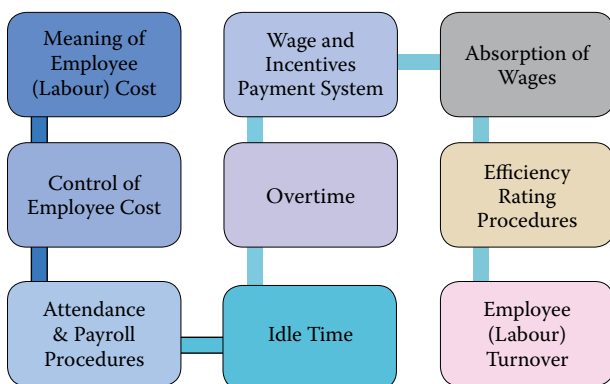 Meaning of
Employee
(Labour) Cost
Control of
Employee Cost
Attendance
& Payroll
Procedures
Idle Time
Overtime
Wage and
Incentives
Payment System
Absorption of
Wages
Efficiency
Rating
Procedures
Employee
(Labour)
Turnover